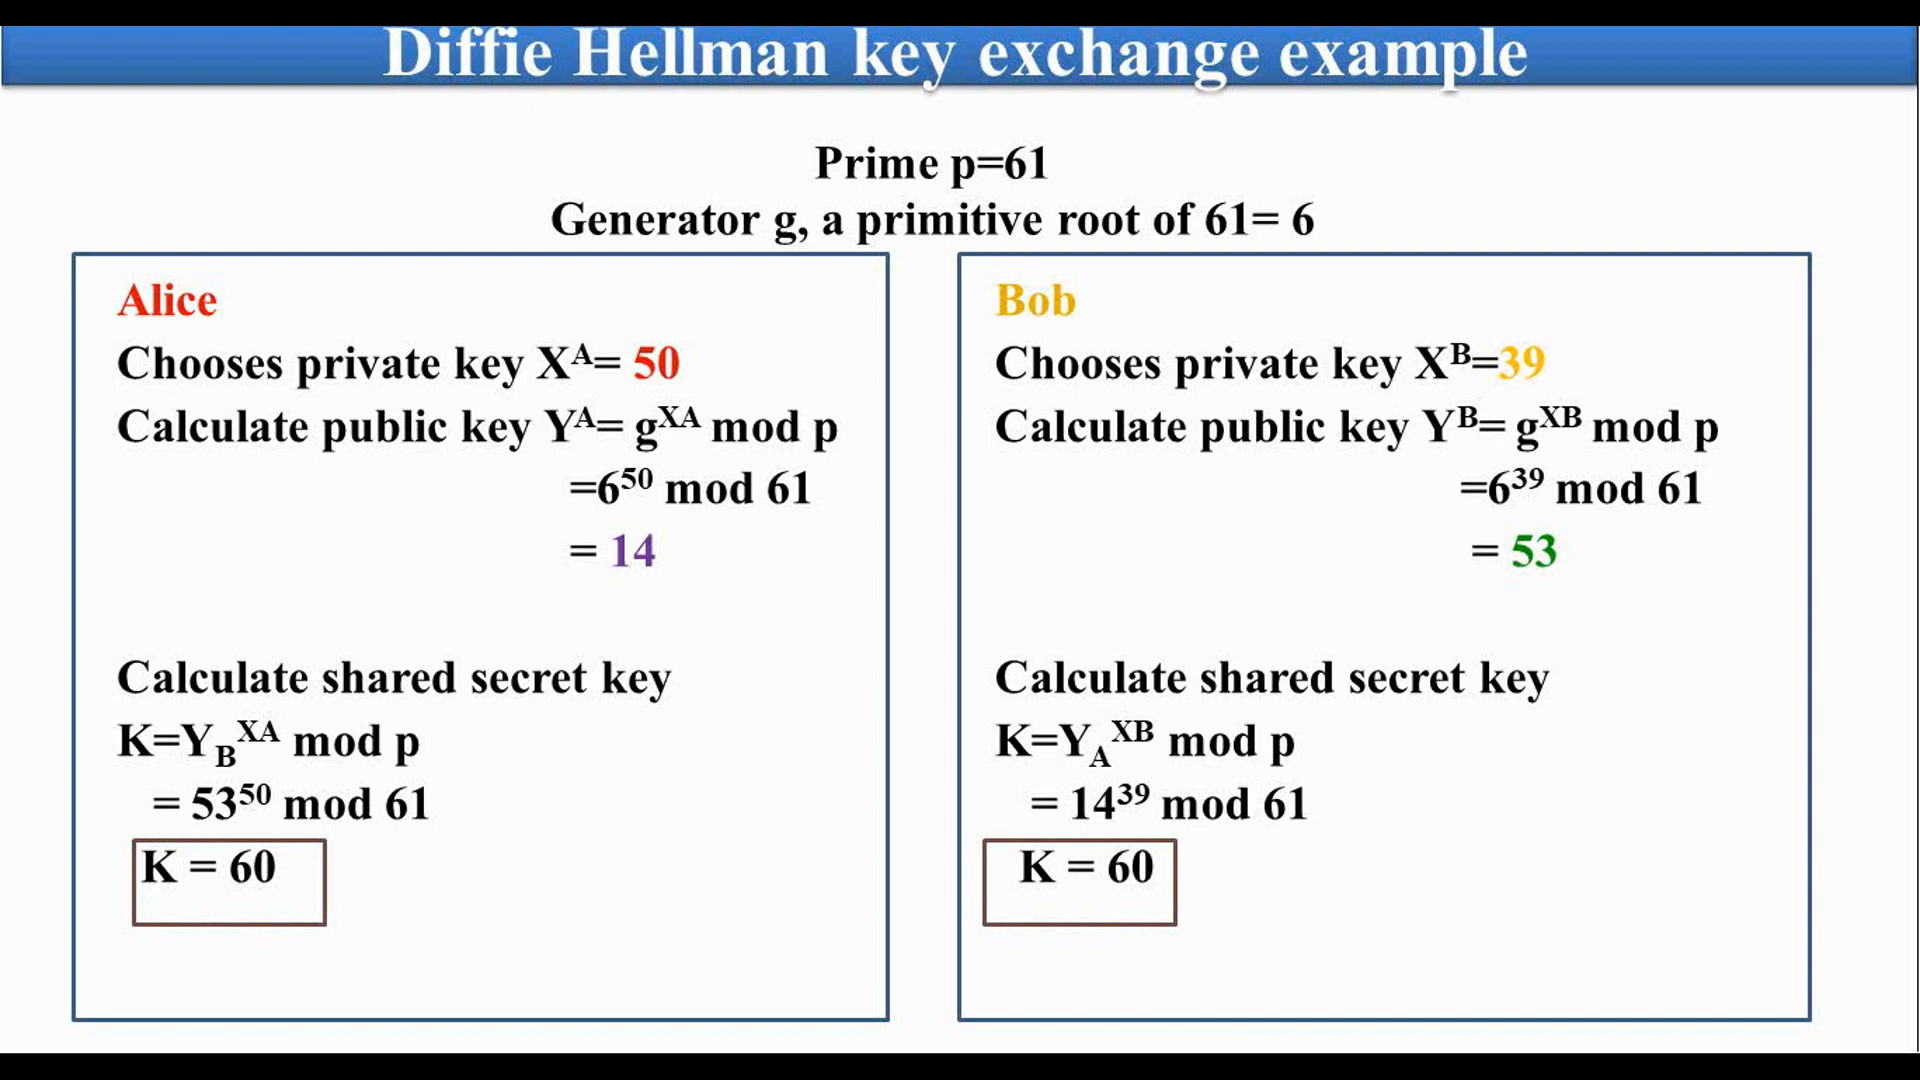 Diffie Hellman key exchange example
Prime p=61
Generator g, a primitive root of 61= 6
Alice
Chooses private key Xᴬ= 50
Calculate public key Yᴬ= gˣᴬ mod p
=6⁵⁰ mod 61
= 14
Calculate shared secret key
K=Y_Bˣᴬ mod p
= 53⁵⁰ mod 61
K = 60
Bob
Chooses private key Xᴮ=39
Calculate public key Yᴮ= gˣᴮ mod p
=6³⁹ mod 61
= 53
Calculate shared secret key
K=Y_Aˣᴮ mod p
= 14³⁹ mod 61
K = 60